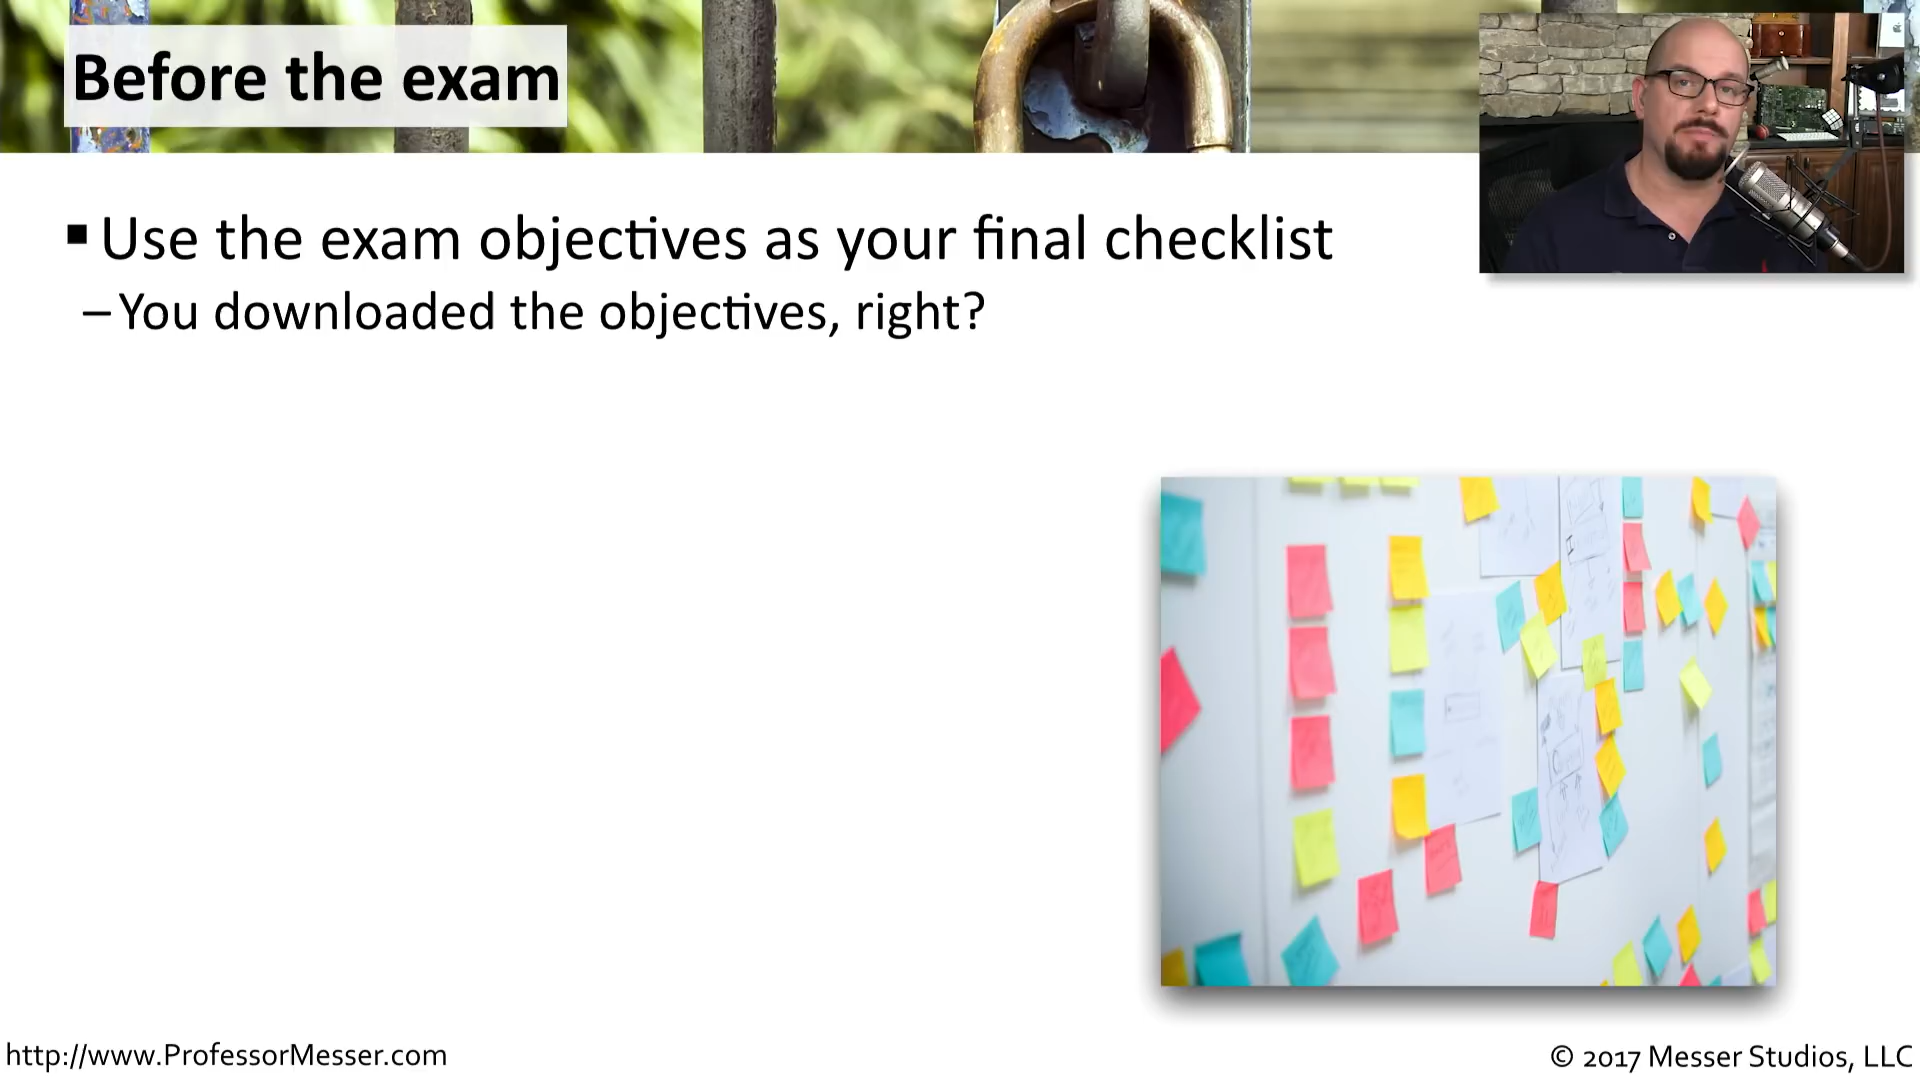 Before the exam
▪ Use the exam objectives as your final checklist
– You downloaded the objectives, right?
http://www.ProfessorMesser.com
© 2017 Messer Studios, LLC